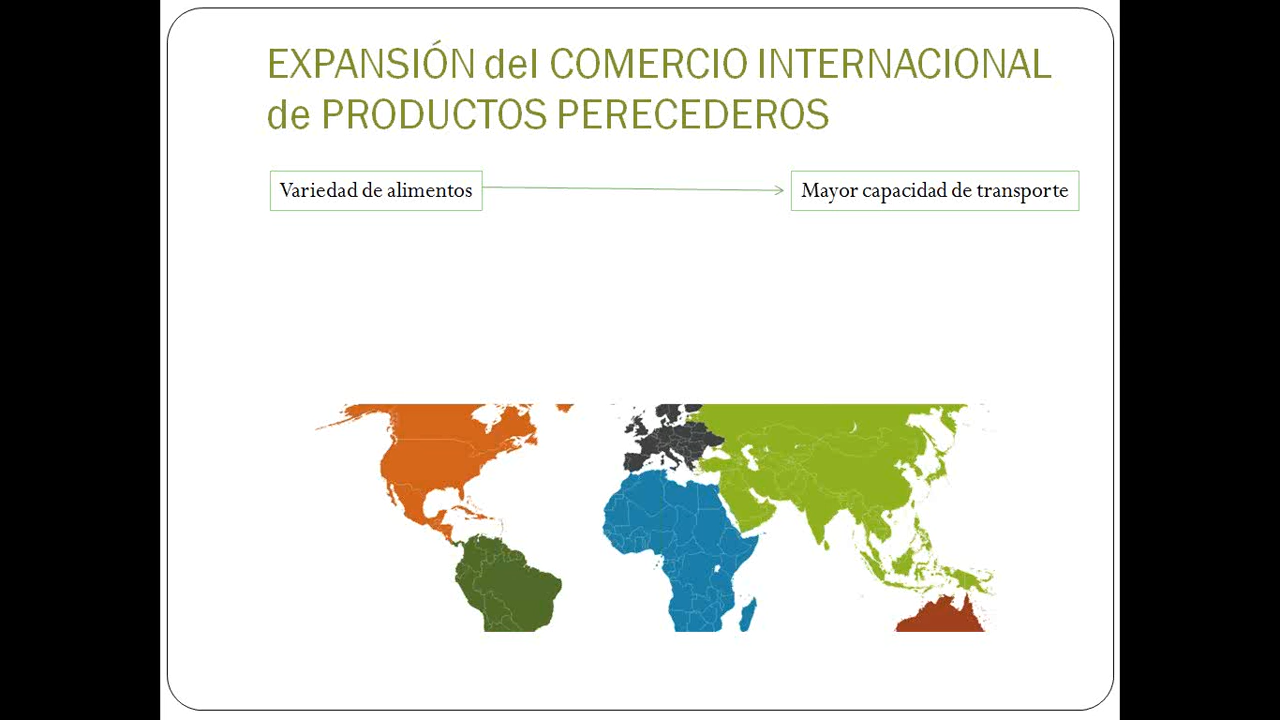 EXPANSIÓN del COMERCIO INTERNACIONAL
de PRODUCTOS PERECEDEROS
Variedad de alimentos
Mayor capacidad de transporte